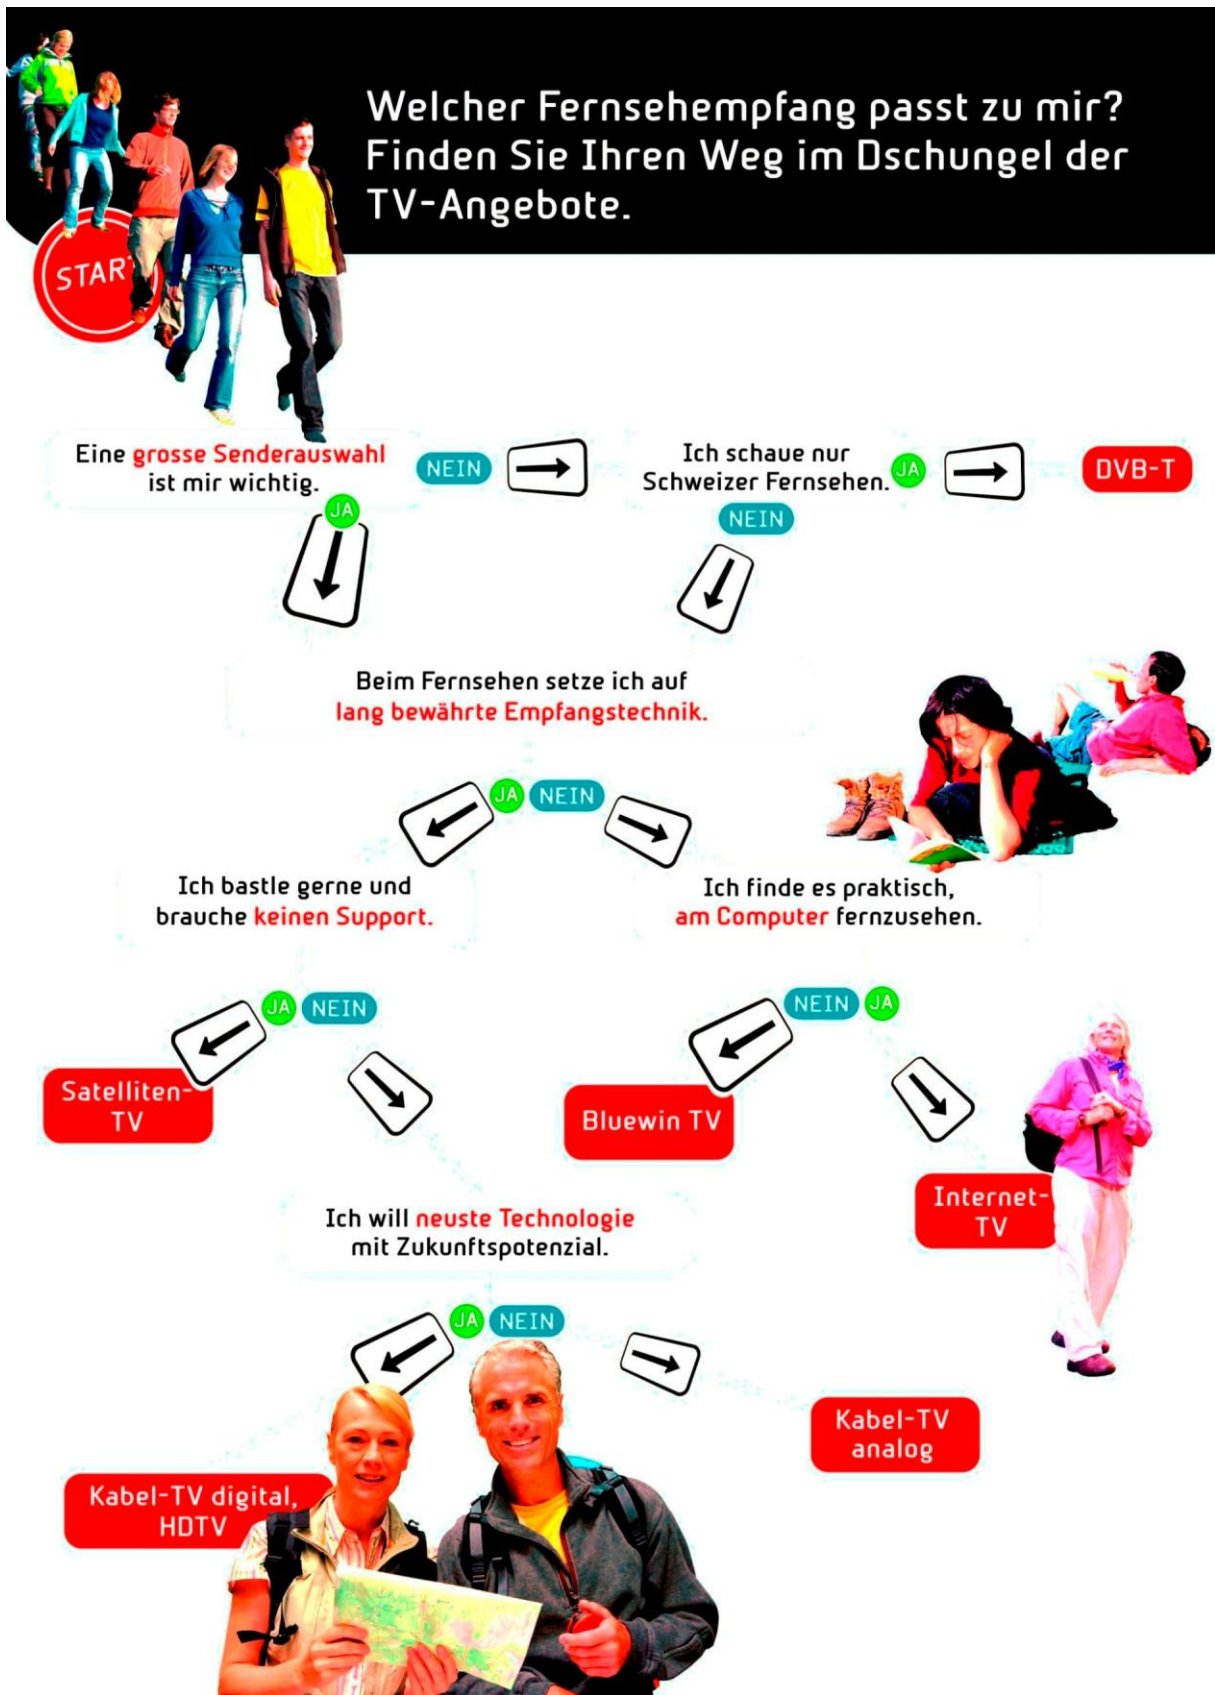 Welcher Fernsehempfang passt zu mir?
Finden Sie Ihren Weg im Dschungel der
TV-Angebote.
START
Eine grosse Senderauswahl
ist mir wichtig.
NEIN
Ich schaue nur
Schweizer Fernsehen.
JA
DVB-T
JA
NEIN
Beim Fernsehen setze ich auf
lang bewährte Empfangstechnik.
JA
NEIN
Ich bastle gerne und
brauche keinen Support.
Ich finde es praktisch,
am Computer fernzusehen.
JA
NEIN
NEIN
JA
Satelliten-
TV
Bluewin TV
Internet-
TV
Ich will neuste Technologie
mit Zukunftspotenzial.
JA
NEIN
Kabel-TV
analog
Kabel-TV digital,
HDTV